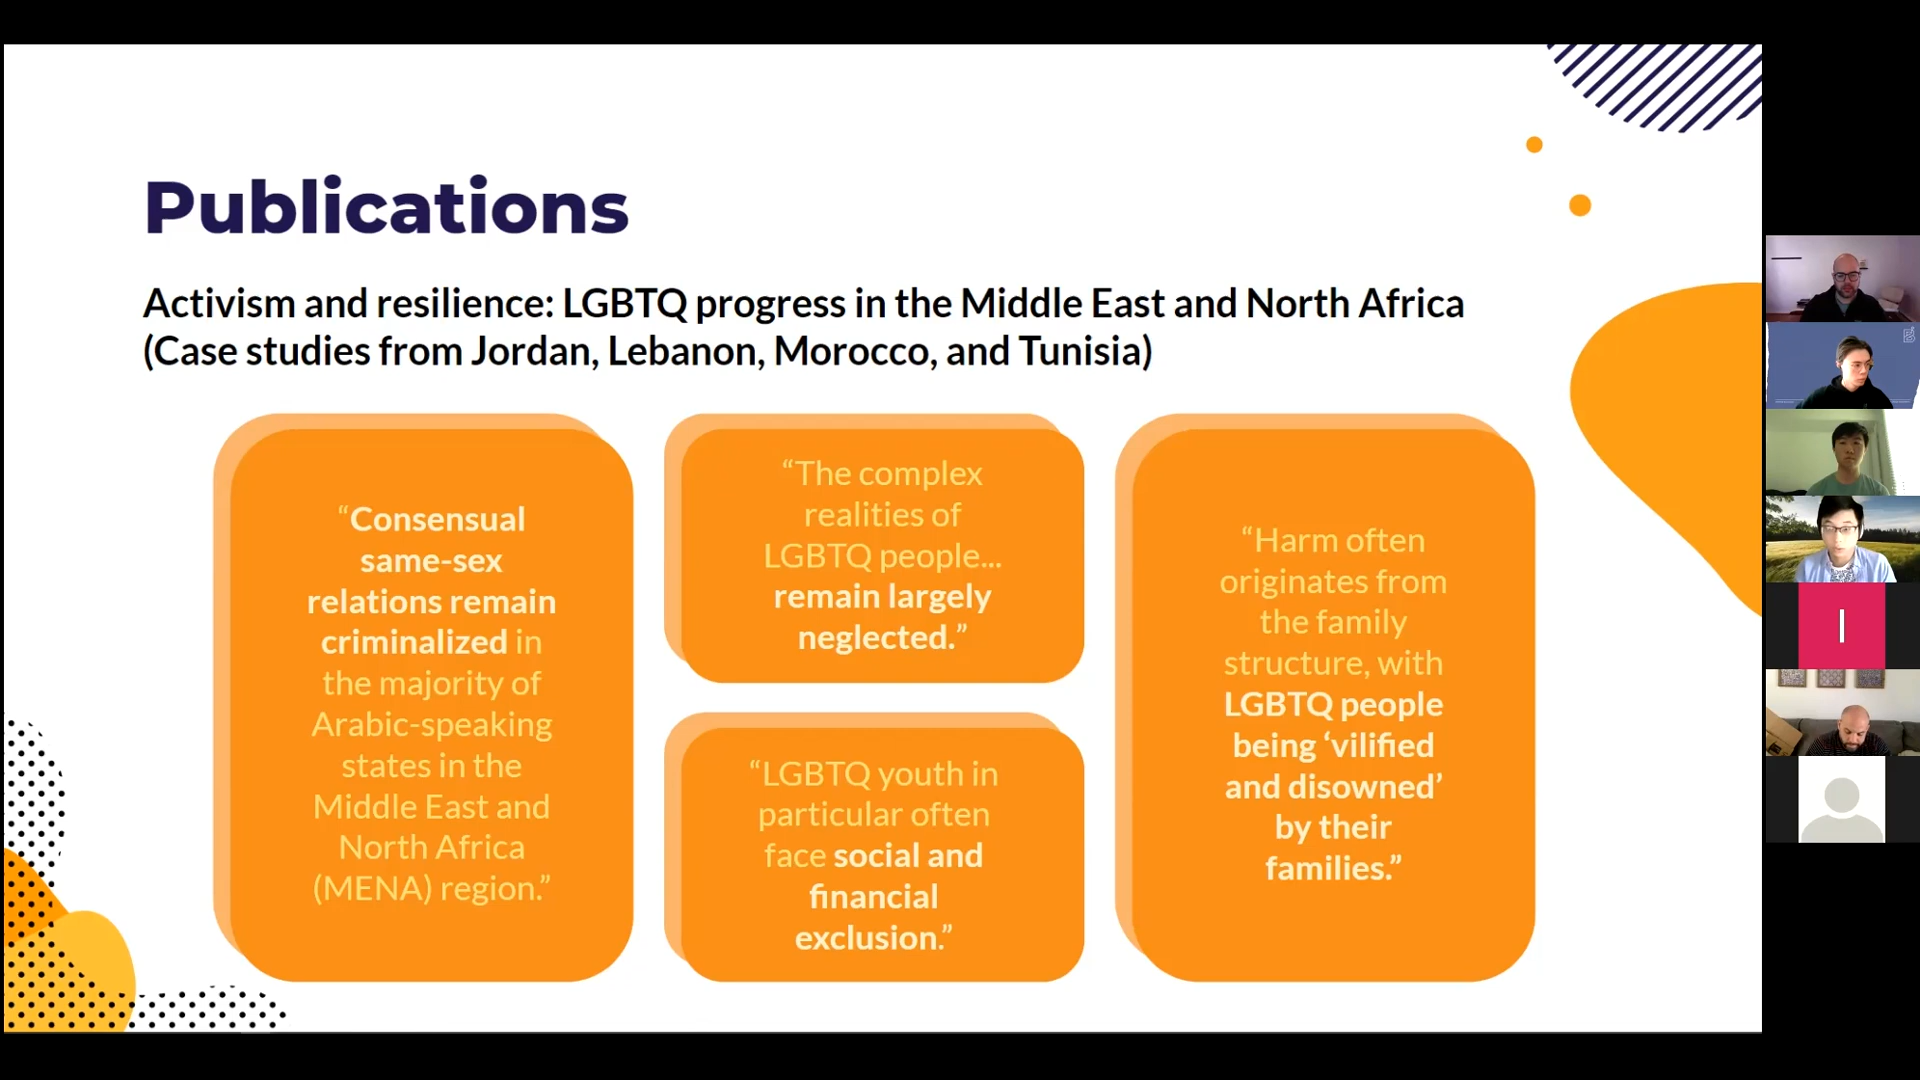 Publications
Activism and resilience: LGBTQ progress in the Middle East and North Africa
(Case studies from Jordan, Lebanon, Morocco, and Tunisia)
“Consensual
same-sex
relations remain
criminalized in
the majority of
Arabic-speaking
states in the
Middle East and
North Africa
(MENA) region.”
“The complex
realities of
LGBTQ people...
remain largely
neglected.”
“LGBTQ youth in
particular often
face social and
financial
exclusion.”
“Harm often
originates from
the family
structure, with
LGBTQ people
being ‘vilified
and disowned’
by their
families.”
I